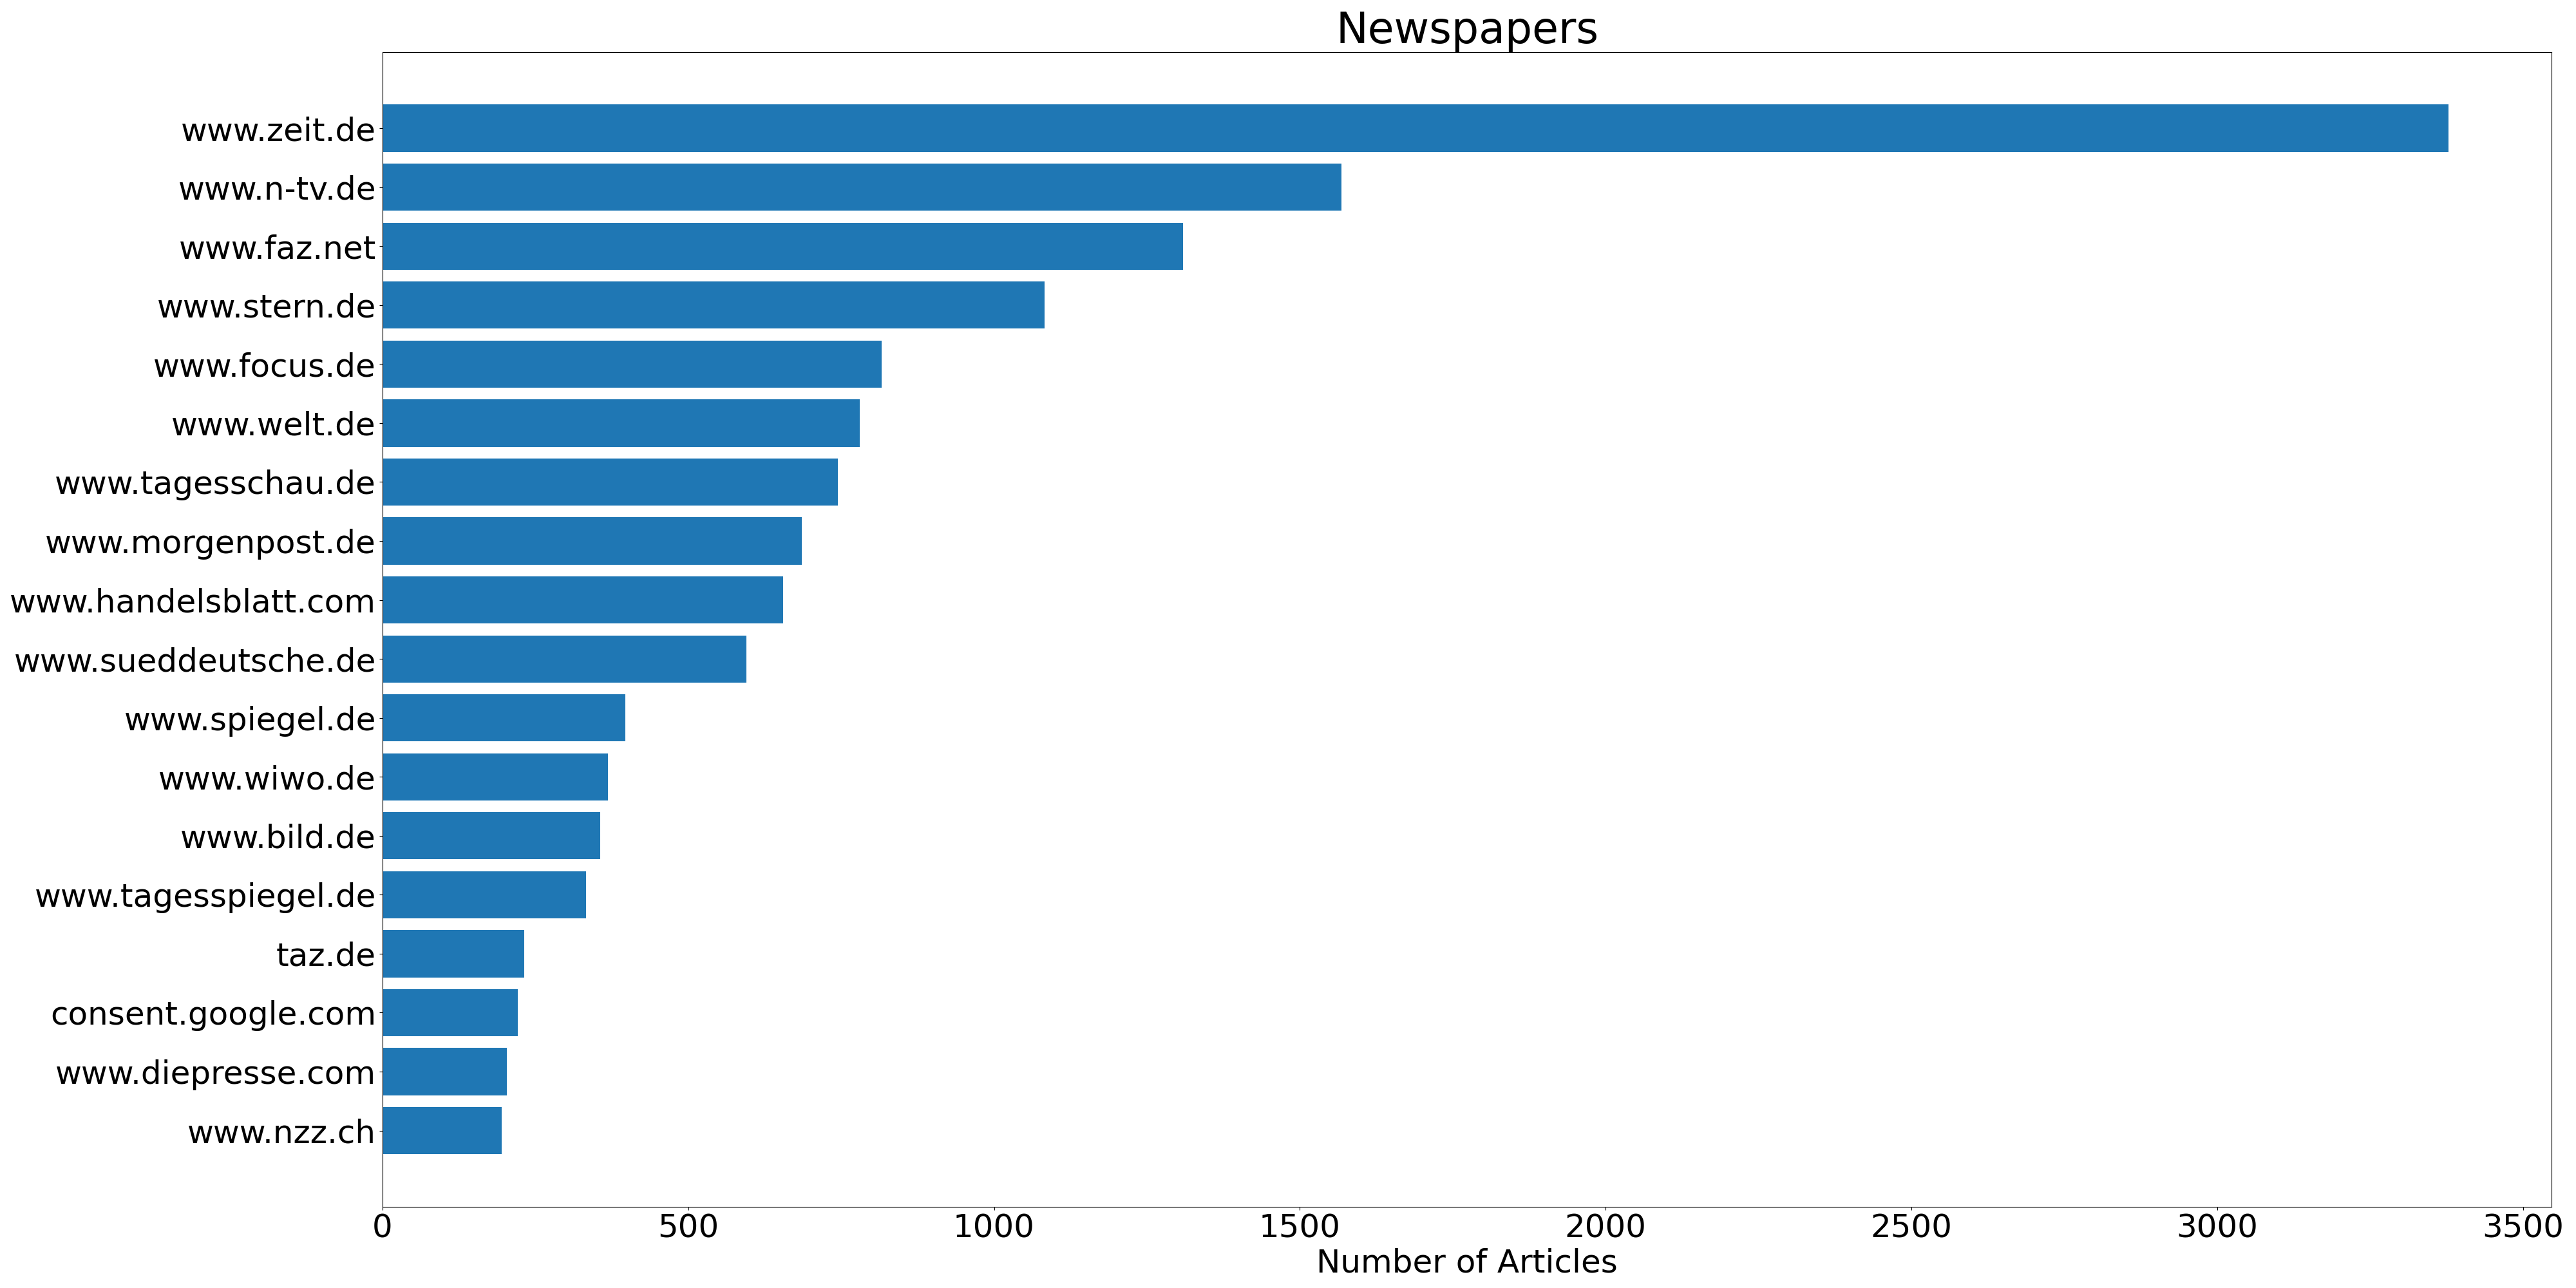 Newspapers
www.zeit.de
www.n-tv.de
www.faz.net
www.stern.de
www.focus.de
www.welt.de
www.tagesschau.de
www.morgenpost.de
www.handelsblatt.com
www.sueddeutsche.de
www.spiegel.de
www.wiwo.de
www.bild.de
www.tagesspiegel.de
taz.de
consent.google.com
www.diepresse.com
www.nzz.ch
0 500 1000 1500 2000 2500 3000 3500
Number of Articles